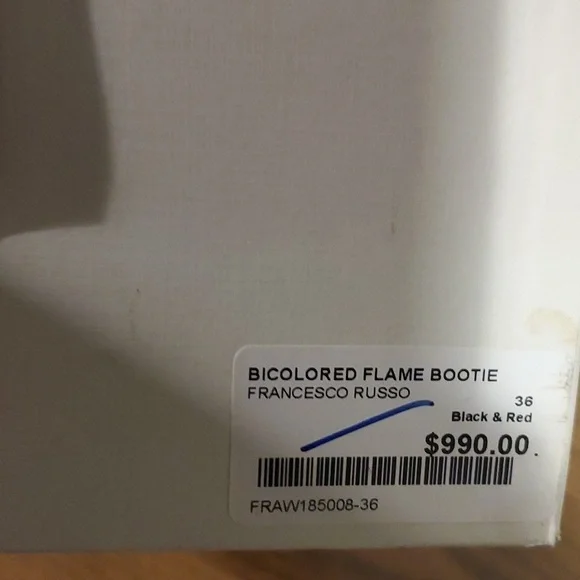 BICOLORED FLAME BOOTIE
FRANCESCO RUSSO
36
Black & Red
$990.00.
FRAW185008-36